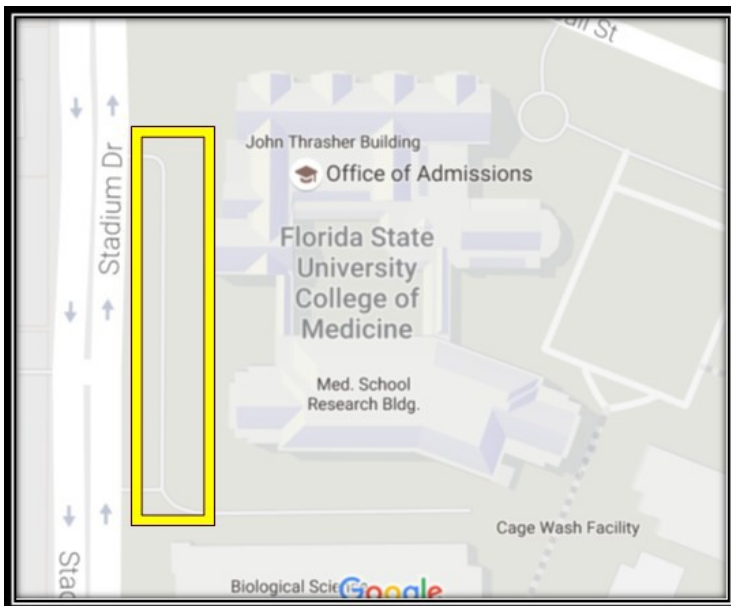 John Thrasher Building
Office of Admissions
Stadium Dr
Florida State
University
College of
Medicine
Med. School
Research Bldg.
Cage Wash Facility
Biological
Google